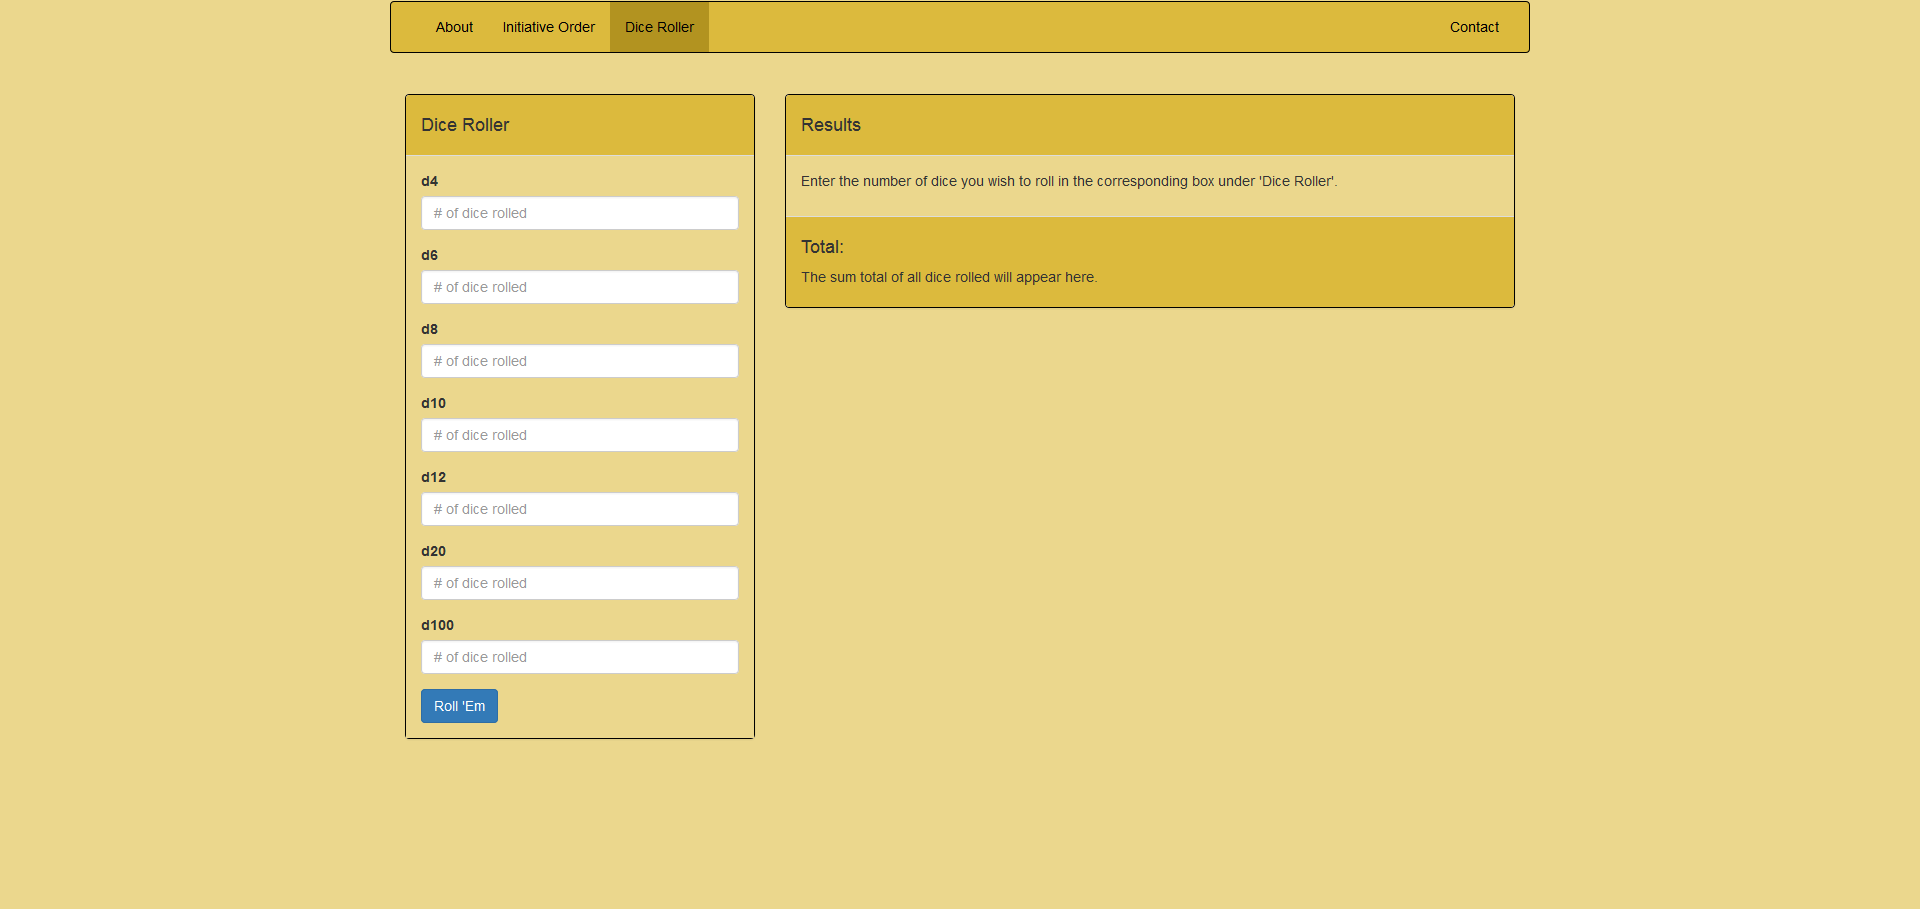 About Initiative Order Dice Roller Contact
Dice Roller
d4
# of dice rolled
d6
# of dice rolled
d8
# of dice rolled
d10
# of dice rolled
d12
# of dice rolled
d20
# of dice rolled
d100
# of dice rolled
Roll 'Em
Results
Enter the number of dice you wish to roll in the corresponding box under 'Dice Roller'.
Total:
The sum total of all dice rolled will appear here.